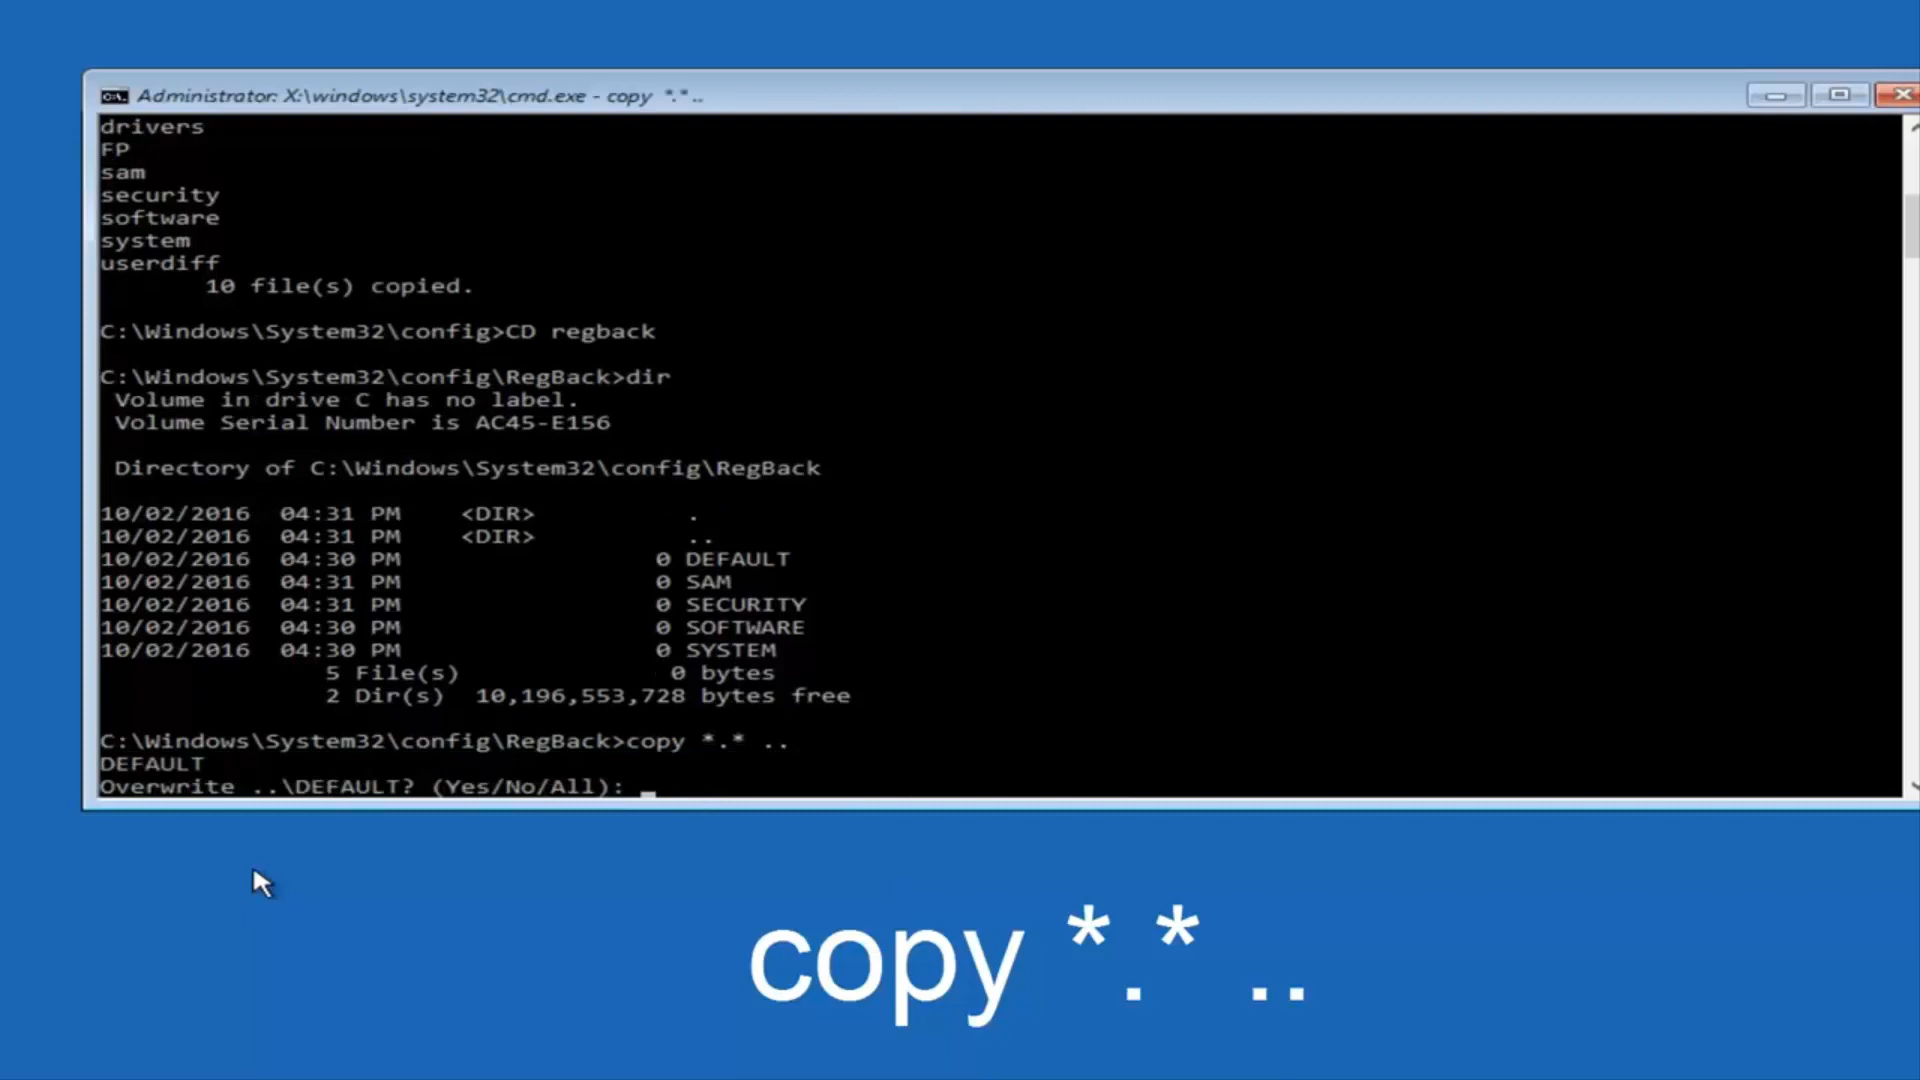 Administrator: X:\windows\system32\cmd.exe - copy *.* ..
drivers
FP
sam
security
software
system
userdiff
10 file(s) copied.
C:\Windows\System32\config>CD regback
C:\Windows\System32\config\RegBack>dir
Volume in drive C has no label.
Volume Serial Number is AC45-E156
Directory of C:\Windows\System32\config\RegBack
10/02/2016 04:31 PM <DIR> .
10/02/2016 04:31 PM <DIR> ..
10/02/2016 04:30 PM 0 DEFAULT
10/02/2016 04:31 PM 0 SAM
10/02/2016 04:31 PM 0 SECURITY
10/02/2016 04:30 PM 0 SOFTWARE
10/02/2016 04:30 PM 0 SYSTEM
5 File(s) 0 bytes
2 Dir(s) 10,196,553,728 bytes free
C:\Windows\System32\config\RegBack>copy *.* ..
DEFAULT
Overwrite ..\DEFAULT? (Yes/No/All): _
copy *.* ..